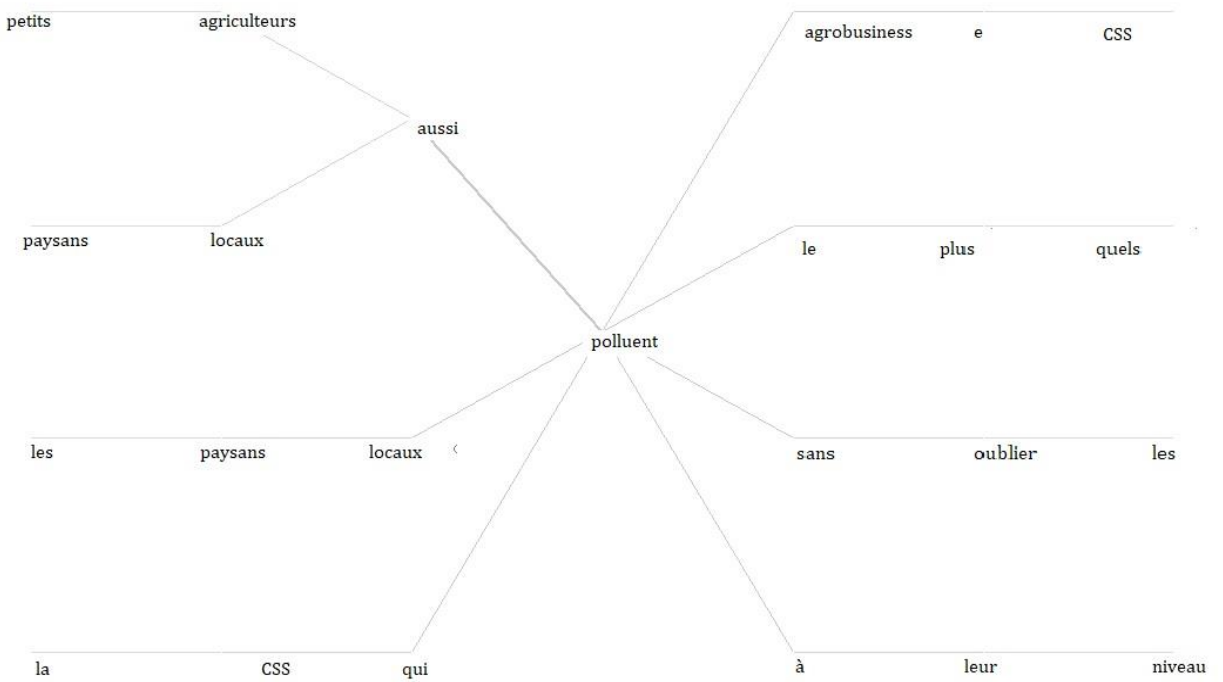 petits agriculteurs
agrobusiness e CSS
aussi
paysans locaux
le plus quels
polluent
les paysans locaux
sans oublier les
la CSS qui
à leur niveau